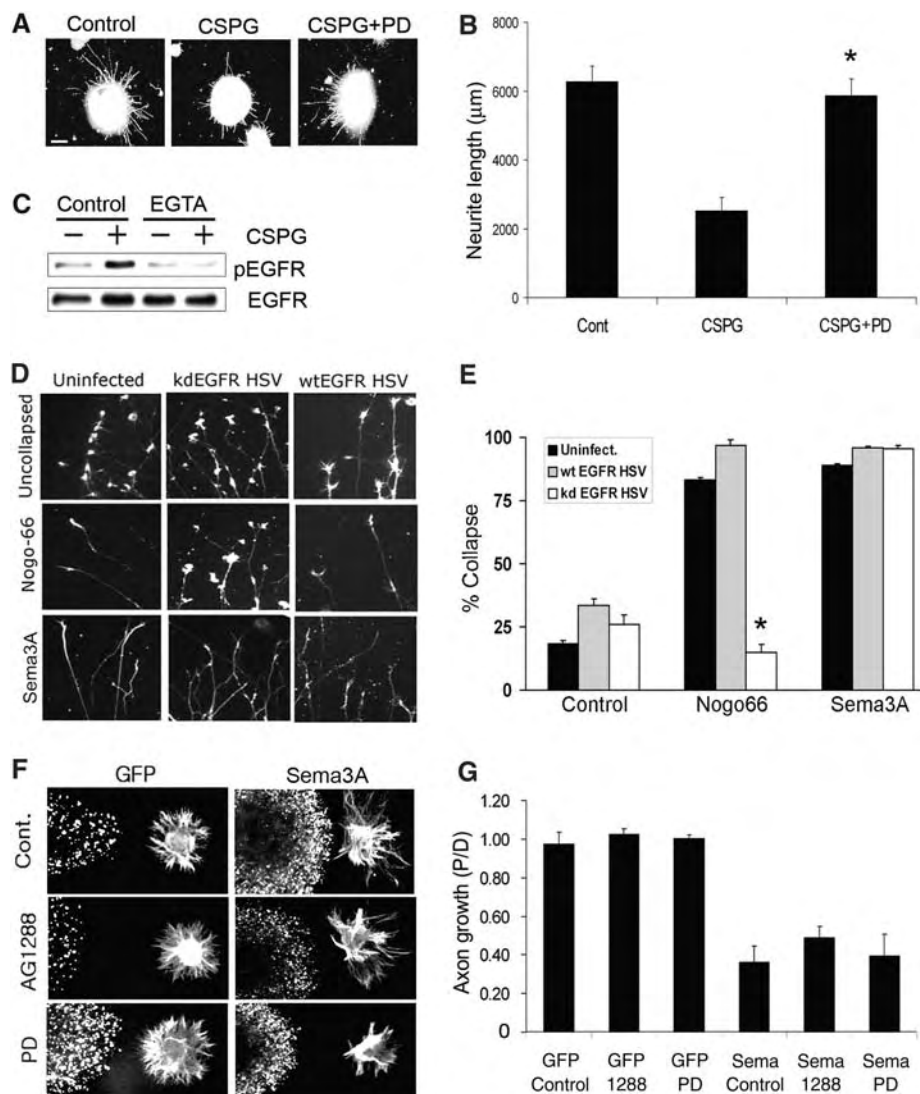 A
Control
CSPG
CSPG+PD
B
Neurite length (µm)
8000
6000
4000
2000
0
Cont
CSPG
CSPG+PD
*
C
Control
EGTA
− + − +
CSPG
pEGFR
EGFR
D
Uninfected
kdEGFR HSV
wtEGFR HSV
Uncollapsed
Nogo-66
Sema3A
E
% Collapse
100
75
50
25
0
Uninfect.
wt EGFR HSV
kd EGFR HSV
*
Control
Nogo66
Sema3A
F
GFP
Sema3A
Cont.
AG1288
PD
G
Axon growth (P/D)
1.20
1.00
0.80
0.60
0.40
0.20
0
GFP Control
GFP 1288
GFP PD
Sema Control
Sema 1288
Sema PD